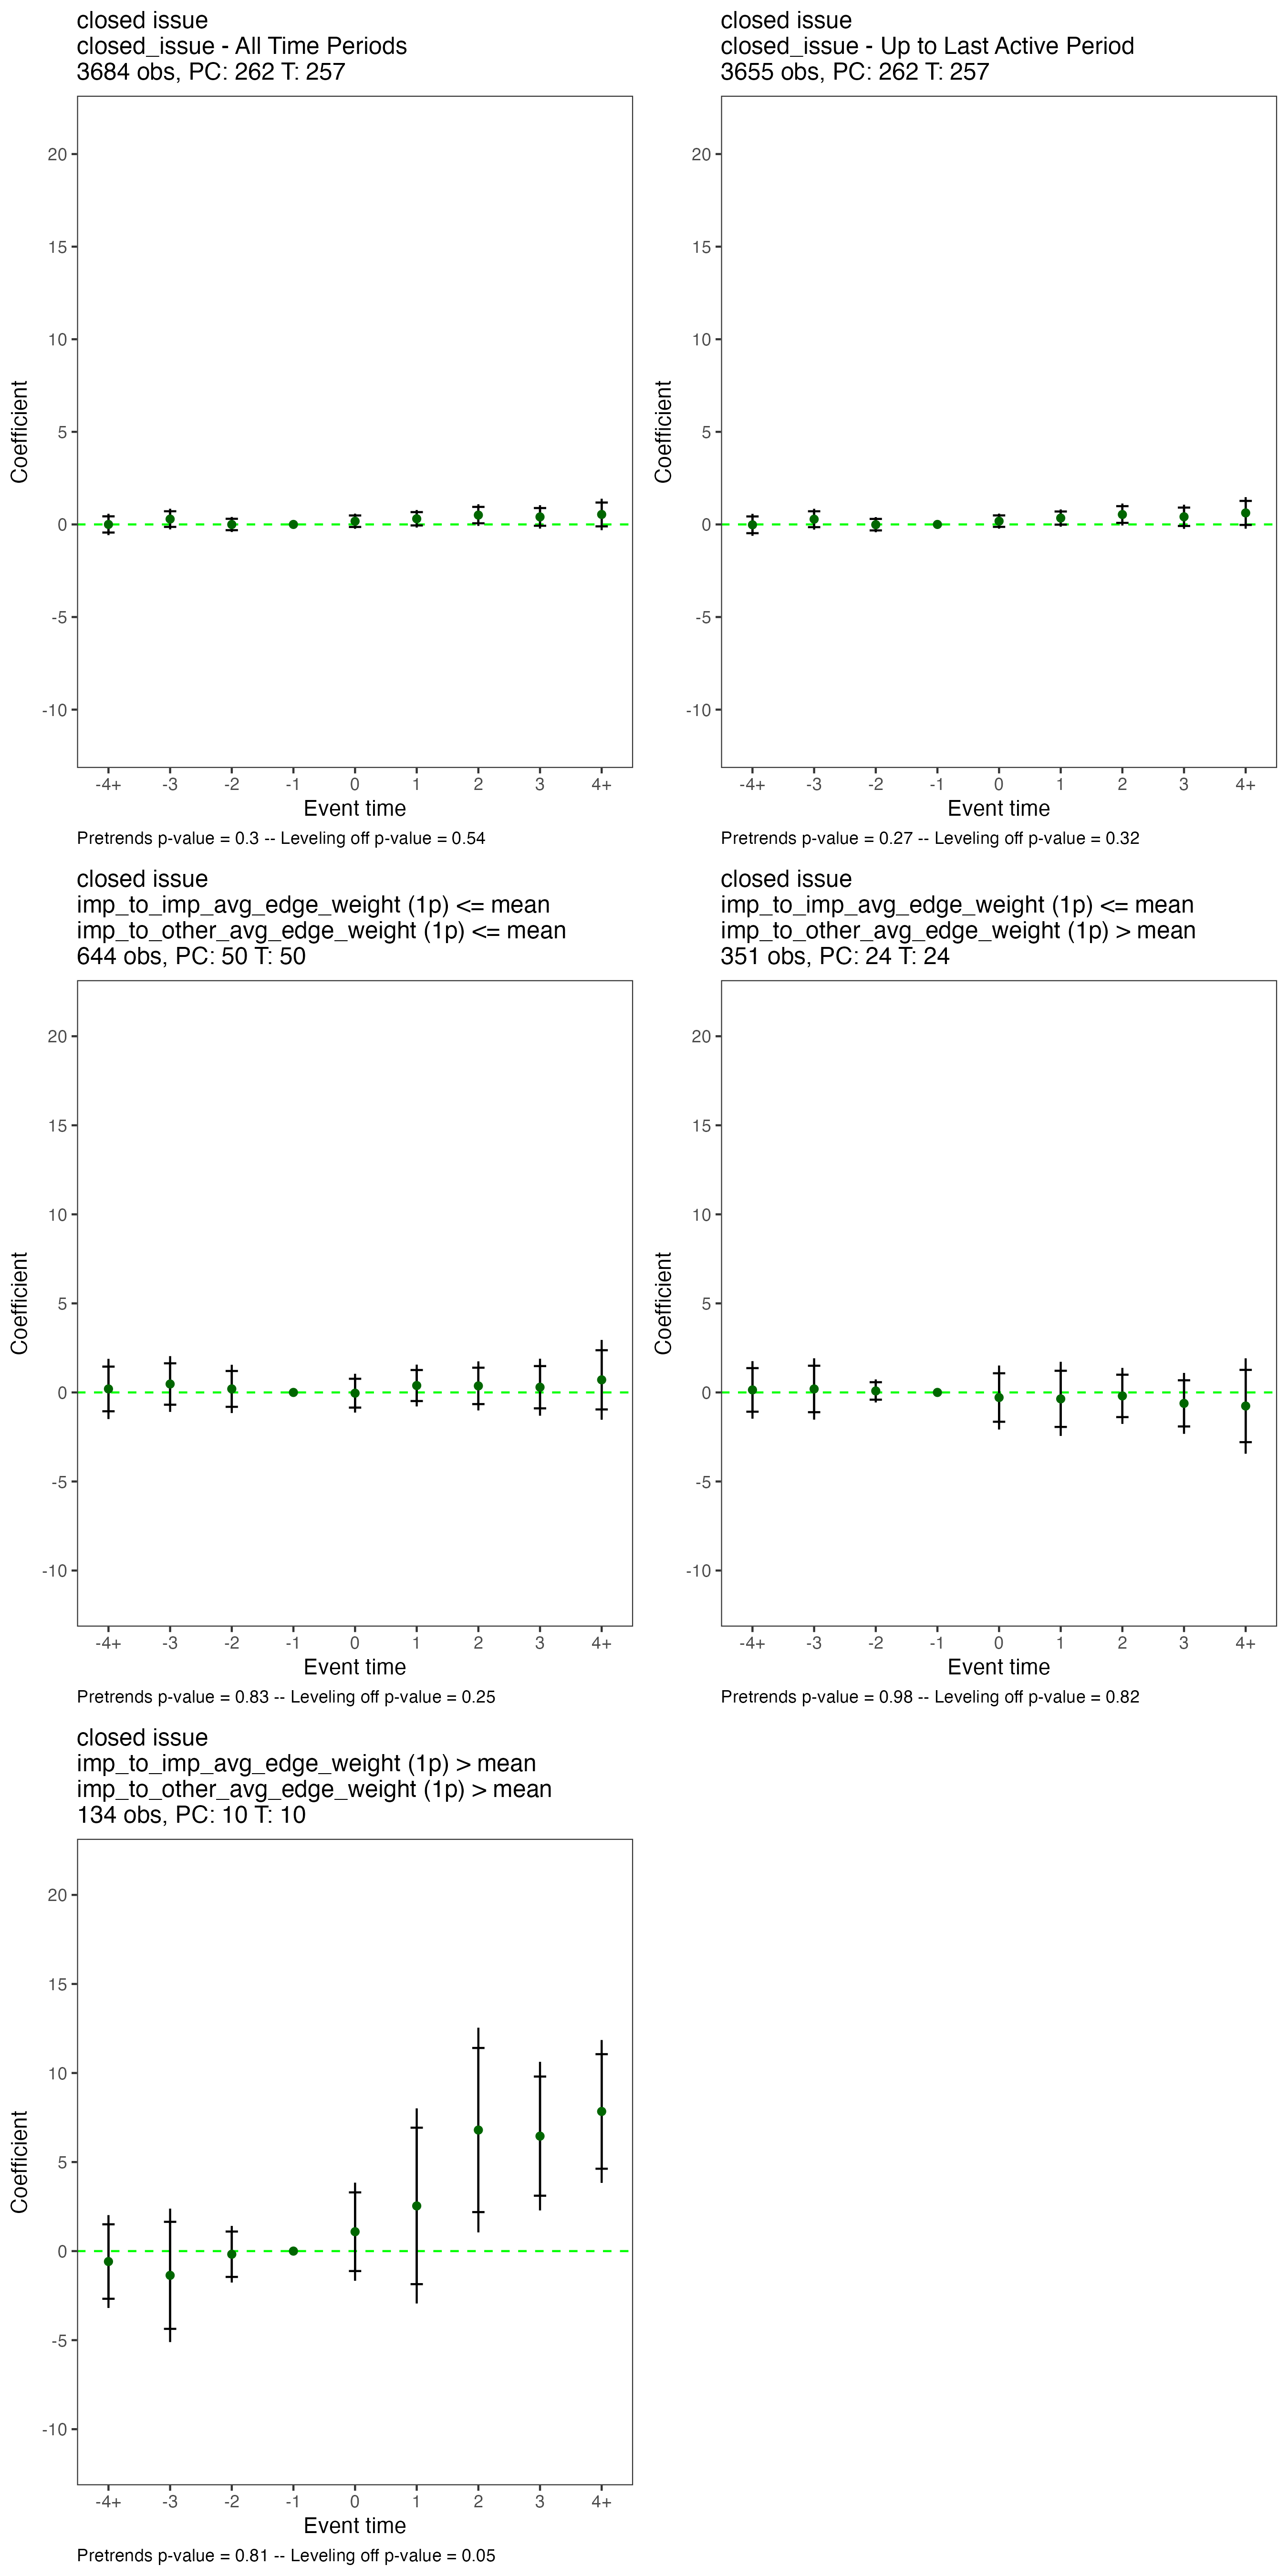 closed issue
closed_issue - All Time Periods
3684 obs, PC: 262 T: 257
20
15
10
5
0
-5
-10
Coefficient
-4+ -3 -2 -1 0 1 2 3 4+
Event time
Pretrends p-value = 0.3 -- Leveling off p-value = 0.54
closed issue
closed_issue - Up to Last Active Period
3655 obs, PC: 262 T: 257
20
15
10
5
0
-5
-10
Coefficient
-4+ -3 -2 -1 0 1 2 3 4+
Event time
Pretrends p-value = 0.27 -- Leveling off p-value = 0.32
closed issue
imp_to_imp_avg_edge_weight (1p) <= mean
imp_to_other_avg_edge_weight (1p) <= mean
644 obs, PC: 50 T: 50
20
15
10
5
0
-5
-10
Coefficient
-4+ -3 -2 -1 0 1 2 3 4+
Event time
Pretrends p-value = 0.83 -- Leveling off p-value = 0.25
closed issue
imp_to_imp_avg_edge_weight (1p) <= mean
imp_to_other_avg_edge_weight (1p) > mean
351 obs, PC: 24 T: 24
20
15
10
5
0
-5
-10
Coefficient
-4+ -3 -2 -1 0 1 2 3 4+
Event time
Pretrends p-value = 0.98 -- Leveling off p-value = 0.82
closed issue
imp_to_imp_avg_edge_weight (1p) > mean
imp_to_other_avg_edge_weight (1p) > mean
134 obs, PC: 10 T: 10
20
15
10
5
0
-5
-10
Coefficient
-4+ -3 -2 -1 0 1 2 3 4+
Event time
Pretrends p-value = 0.81 -- Leveling off p-value = 0.05